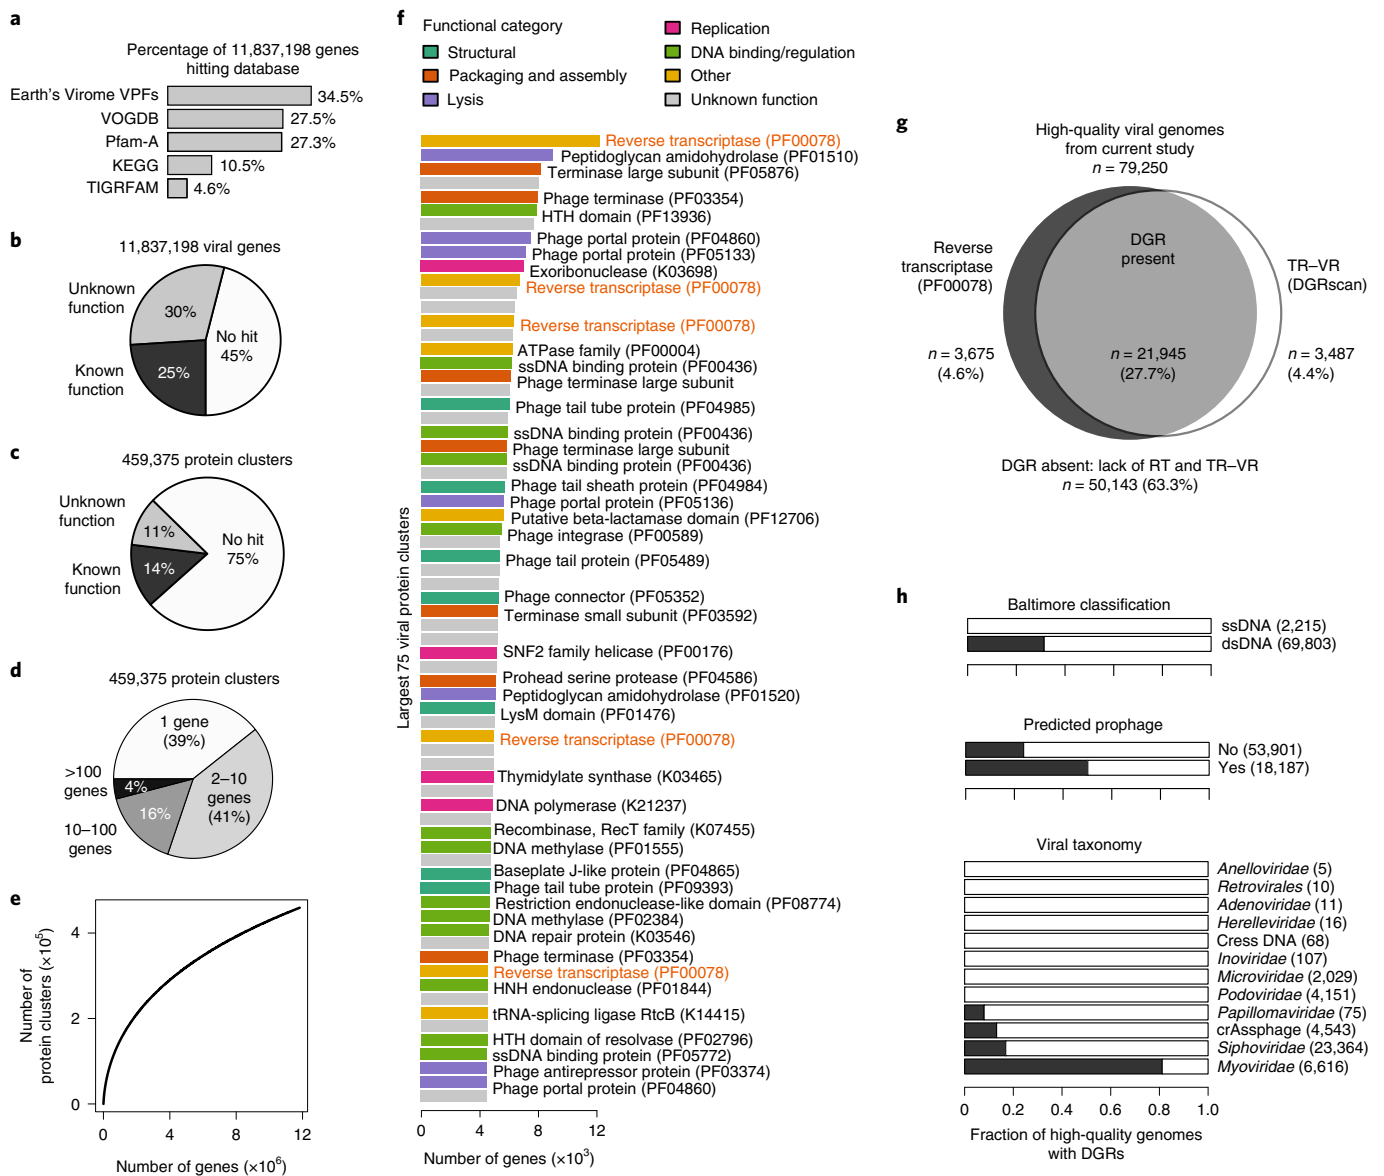 a
Percentage of 11,837,198 genes
hitting database
Earth's Virome VPFs
34.5%
VOGDB
27.5%
Pfam-A
27.3%
KEGG
10.5%
TIGRFAM
4.6%
b
11,837,198 viral genes
Unknown
function
30%
No hit
45%
Known
function
25%
c
459,375 protein clusters
Unknown
function
11%
No hit
75%
Known
function
14%
d
459,375 protein clusters
1 gene
(39%)
>100
genes
4%
2–10
genes
(41%)
16%
10–100
genes
e
Number of
protein clusters (×10⁵)
4
2
0
0 4 8 12
Number of genes (×10⁶)
f
Functional category
Structural
Packaging and assembly
Lysis
Replication
DNA binding/regulation
Other
Unknown function
Largest 75 viral protein clusters
Reverse transcriptase (PF00078)
Peptidoglycan amidohydrolase (PF01510)
Terminase large subunit (PF05876)
Phage terminase (PF03354)
HTH domain (PF13936)
Phage portal protein (PF04860)
Phage portal protein (PF05133)
Exoribonuclease (K03698)
Reverse transcriptase (PF00078)
Reverse transcriptase (PF00078)
ATPase family (PF00004)
ssDNA binding protein (PF00436)
Phage terminase large subunit
Phage tail tube protein (PF04985)
ssDNA binding protein (PF00436)
Phage terminase large subunit
ssDNA binding protein (PF00436)
Phage tail sheath protein (PF04984)
Phage portal protein (PF05136)
Putative beta-lactamase domain (PF12706)
Phage integrase (PF00589)
Phage tail protein (PF05489)
Phage connector (PF05352)
Terminase small subunit (PF03592)
SNF2 family helicase (PF00176)
Prohead serine protease (PF04586)
Peptidoglycan amidohydrolase (PF01520)
LysM domain (PF01476)
Reverse transcriptase (PF00078)
Thymidylate synthase (K03465)
DNA polymerase (K21237)
Recombinase, RecT family (K07455)
DNA methylase (PF01555)
Baseplate J-like protein (PF04865)
Phage tail tube protein (PF09393)
Restriction endonuclease-like domain (PF08774)
DNA methylase (PF02384)
DNA repair protein (K03546)
Phage terminase (PF03354)
Reverse transcriptase (PF00078)
HNH endonuclease (PF01844)
tRNA-splicing ligase RtcB (K14415)
HTH domain of resolvase (PF02796)
ssDNA binding protein (PF05772)
Phage antirepressor protein (PF03374)
Phage portal protein (PF04860)
0 4 8 12
Number of genes (×10³)
g
High-quality viral genomes
from current study
n = 79,250
Reverse
transcriptase
(PF00078)
DGR
present
TR–VR
(DGRscan)
n = 3,675
(4.6%)
n = 21,945
(27.7%)
n = 3,487
(4.4%)
DGR absent: lack of RT and TR–VR
n = 50,143 (63.3%)
h
Baltimore classification
ssDNA (2,215)
dsDNA (69,803)
Predicted prophage
No (53,901)
Yes (18,187)
Viral taxonomy
Anelloviridae (5)
Retrovirales (10)
Adenoviridae (11)
Herelleviridae (16)
Cress DNA (68)
Inoviridae (107)
Microviridae (2,029)
Podoviridae (4,151)
Papillomaviridae (75)
crAssphage (4,543)
Siphoviridae (23,364)
Myoviridae (6,616)
0 0.2 0.4 0.6 0.8 1.0
Fraction of high-quality genomes
with DGRs